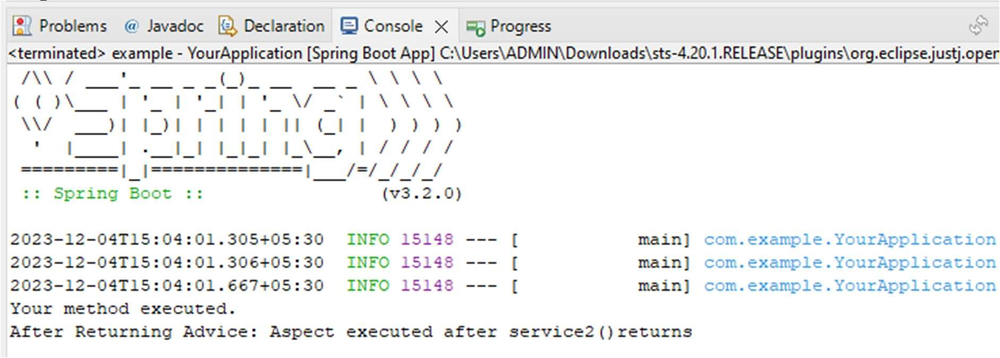 Problems @ Javadoc Declaration Console Progress
<terminated> example - YourApplication [Spring Boot App] C:\Users\ADMIN\Downloads\sts-4.20.1.RELEASE\plugins\org.eclipse.justj.open
 /\\ / ___'_ __ _ _(_)_ __  __ _ \ \ \ \
( ( )\___ | '_ | '_| | '_ \/ _` | \ \ \ \
 \\/  ___)| |_)| | | | | || (_| |  ) ) ) )
  '  |____| .__|_| |_|_| |_\__, | / / / /
 =========|_|==============|___/=/_/_/_/
 :: Spring Boot ::                (v3.2.0)
2023-12-04T15:04:01.305+05:30  INFO 15148 --- [           main] com.example.YourApplication
2023-12-04T15:04:01.306+05:30  INFO 15148 --- [           main] com.example.YourApplication
2023-12-04T15:04:01.667+05:30  INFO 15148 --- [           main] com.example.YourApplication
Your method executed.
After Returning Advice: Aspect executed after service2()returns